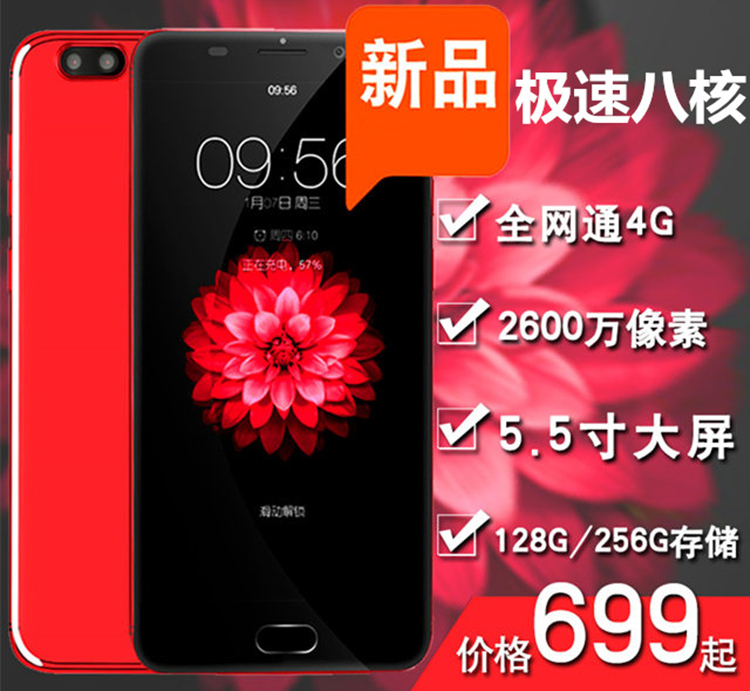 新品
极速八核
09:56
09:56
1月07日 周三
周四 6:10
正在充电，57%
滑动解锁
全网通4G
2600万像素
5.5寸大屏
128G/256G存储
价格699起